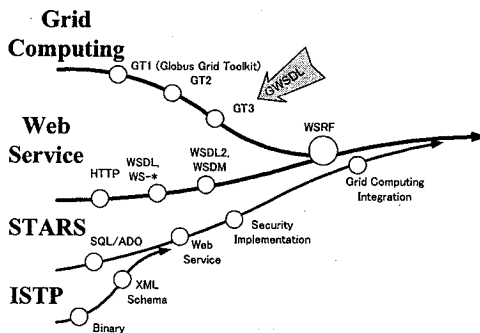 Grid
Computing
GT1 (Globus Grid Toolkit)
GT2
GT3
GWSDL
WSRF
Web
Service
HTTP
WSDL,
WS-*
WSDL2,
WSDM
Grid Computing
Integration
STARS
SQL/ADO
Web
Service
Security
Implementation
ISTP
XML
Schema
Binary